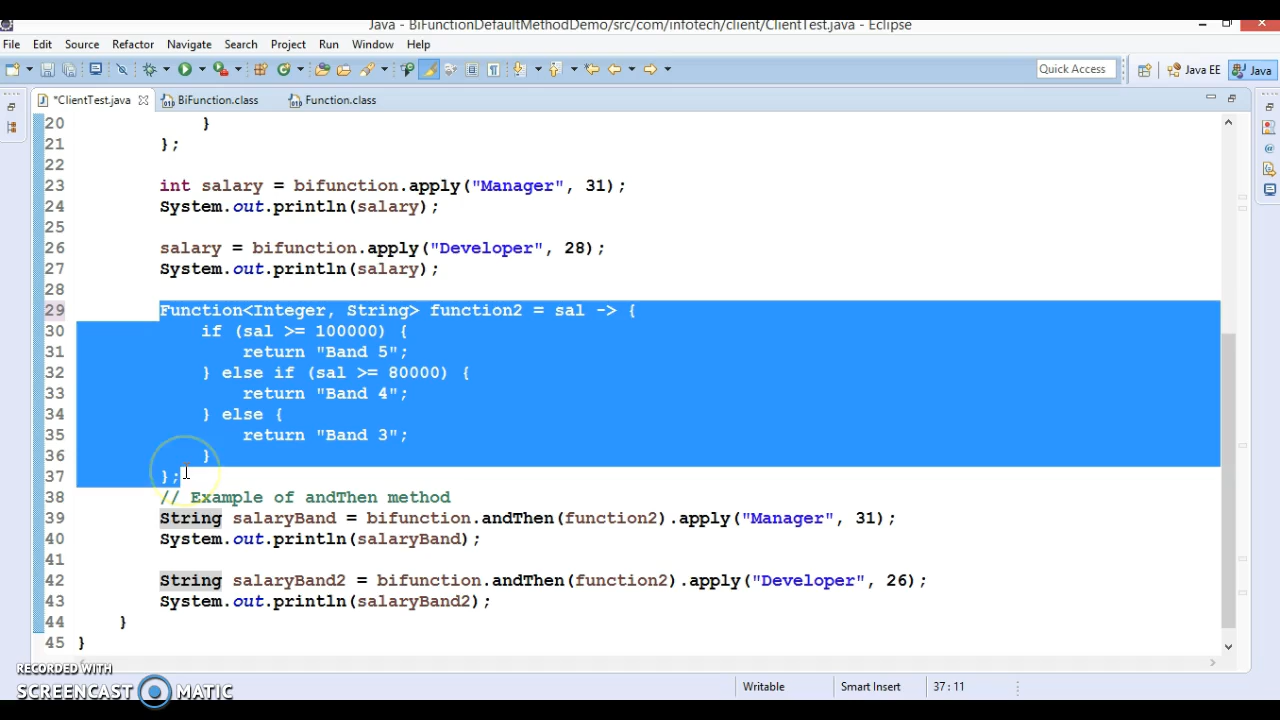 Java - BiFunctionDefaultMethodDemo/src/com/infotech/client/ClientTest.java - Eclipse
File Edit Source Refactor Navigate Search Project Run Window Help
Quick Access Java EE Java
*ClientTest.java BiFunction.class Function.class
20 }
21 };
22
23 int salary = bifunction.apply("Manager", 31);
24 System.out.println(salary);
25
26 salary = bifunction.apply("Developer", 28);
27 System.out.println(salary);
28
29 Function<Integer, String> function2 = sal -> {
30 if (sal >= 100000) {
31 return "Band 5";
32 } else if (sal >= 80000) {
33 return "Band 4";
34 } else {
35 return "Band 3";
36 }
37 };
38 // Example of andThen method
39 String salaryBand = bifunction.andThen(function2).apply("Manager", 31);
40 System.out.println(salaryBand);
41
42 String salaryBand2 = bifunction.andThen(function2).apply("Developer", 26);
43 System.out.println(salaryBand2);
44 }
45 }
RECORDED WITH
SCREENCAST MATIC
Writable Smart Insert 37 : 11